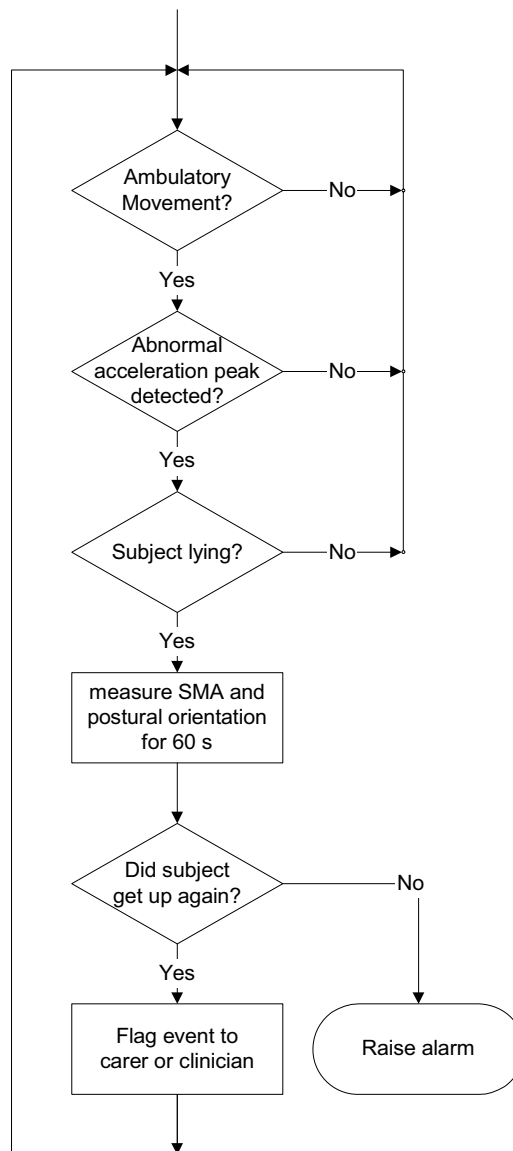 Ambulatory
Movement?
No
Yes
Abnormal
acceleration peak
detected?
No
Yes
Subject lying?
No
Yes
measure SMA and
postural orientation
for 60 s
Did subject
get up again?
No
Yes
Flag event to
carer or clinician
Raise alarm